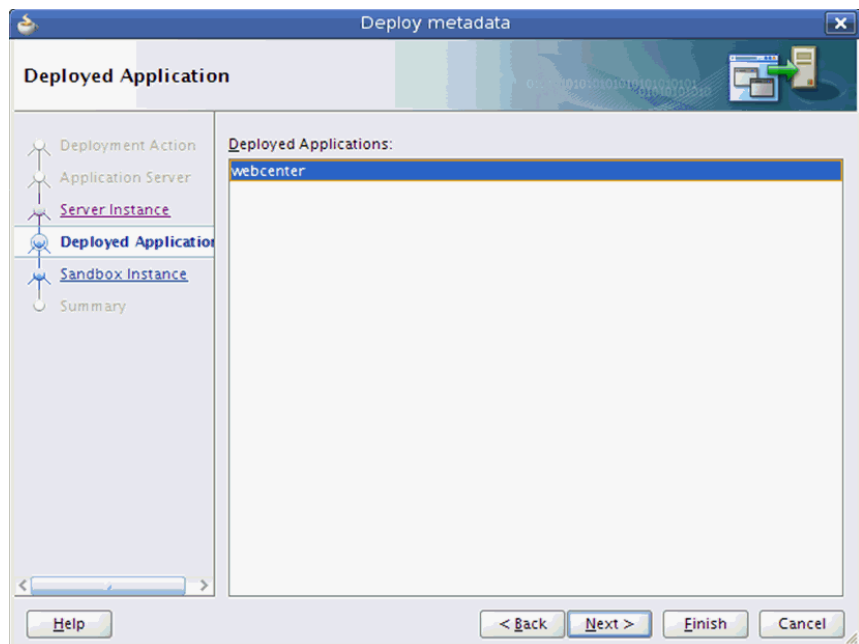 Deploy metadata
Deployed Application
Deployment Action
Application Server
Server Instance
Deployed Application
Sandbox Instance
Summary
Deployed Applications:
webcenter
Help
< Back
Next >
Finish
Cancel